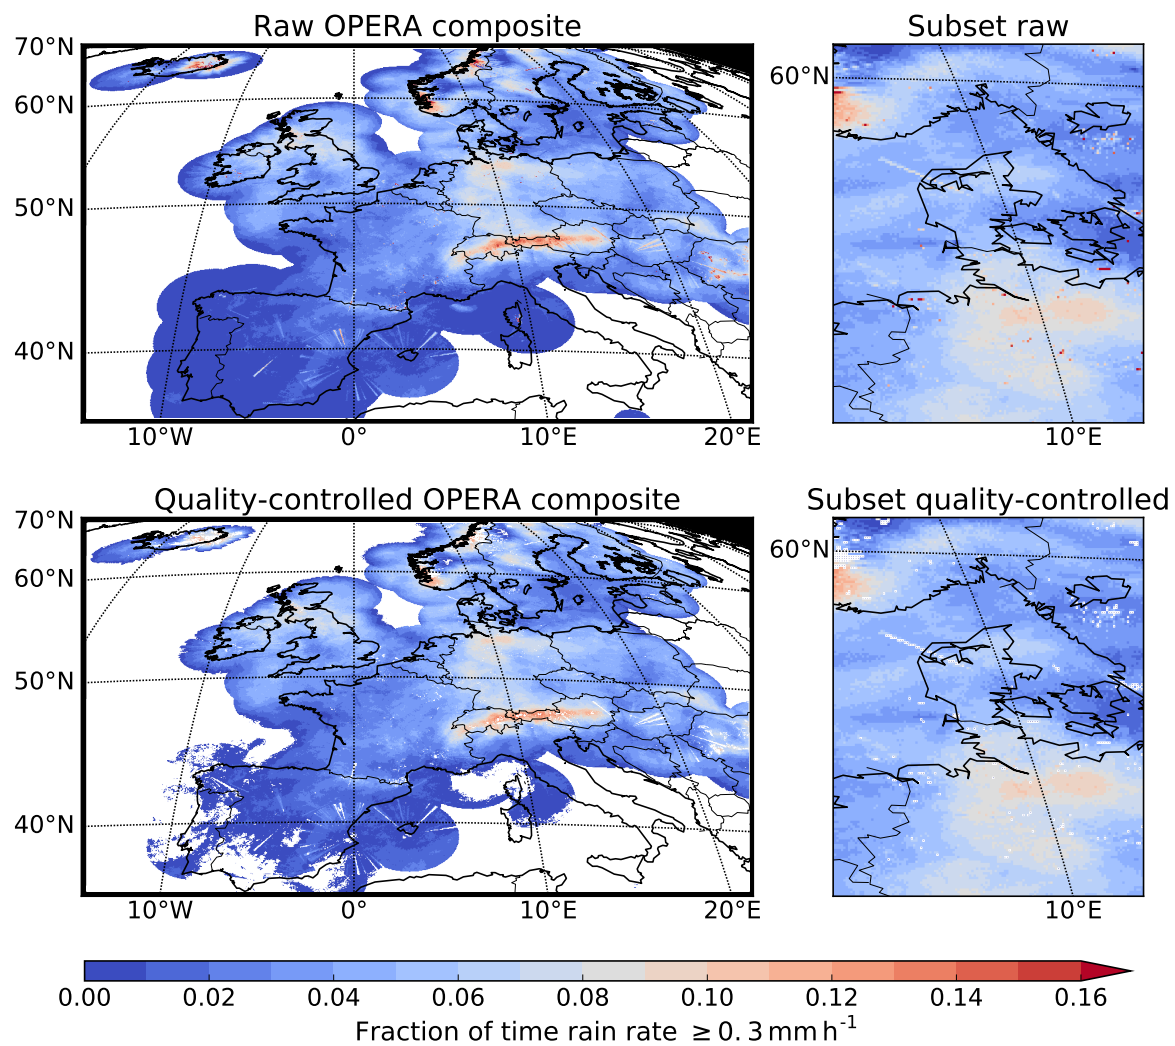 Raw OPERA composite
Subset raw
70°N
60°N
50°N
40°N
10°W 0° 10°E 20°E
60°N
10°E
Quality-controlled OPERA composite
Subset quality-controlled
70°N
60°N
50°N
40°N
10°W 0° 10°E 20°E
60°N
10°E
0.00 0.02 0.04 0.06 0.08 0.10 0.12 0.14 0.16
Fraction of time rain rate ≥0.3 mm h⁻¹